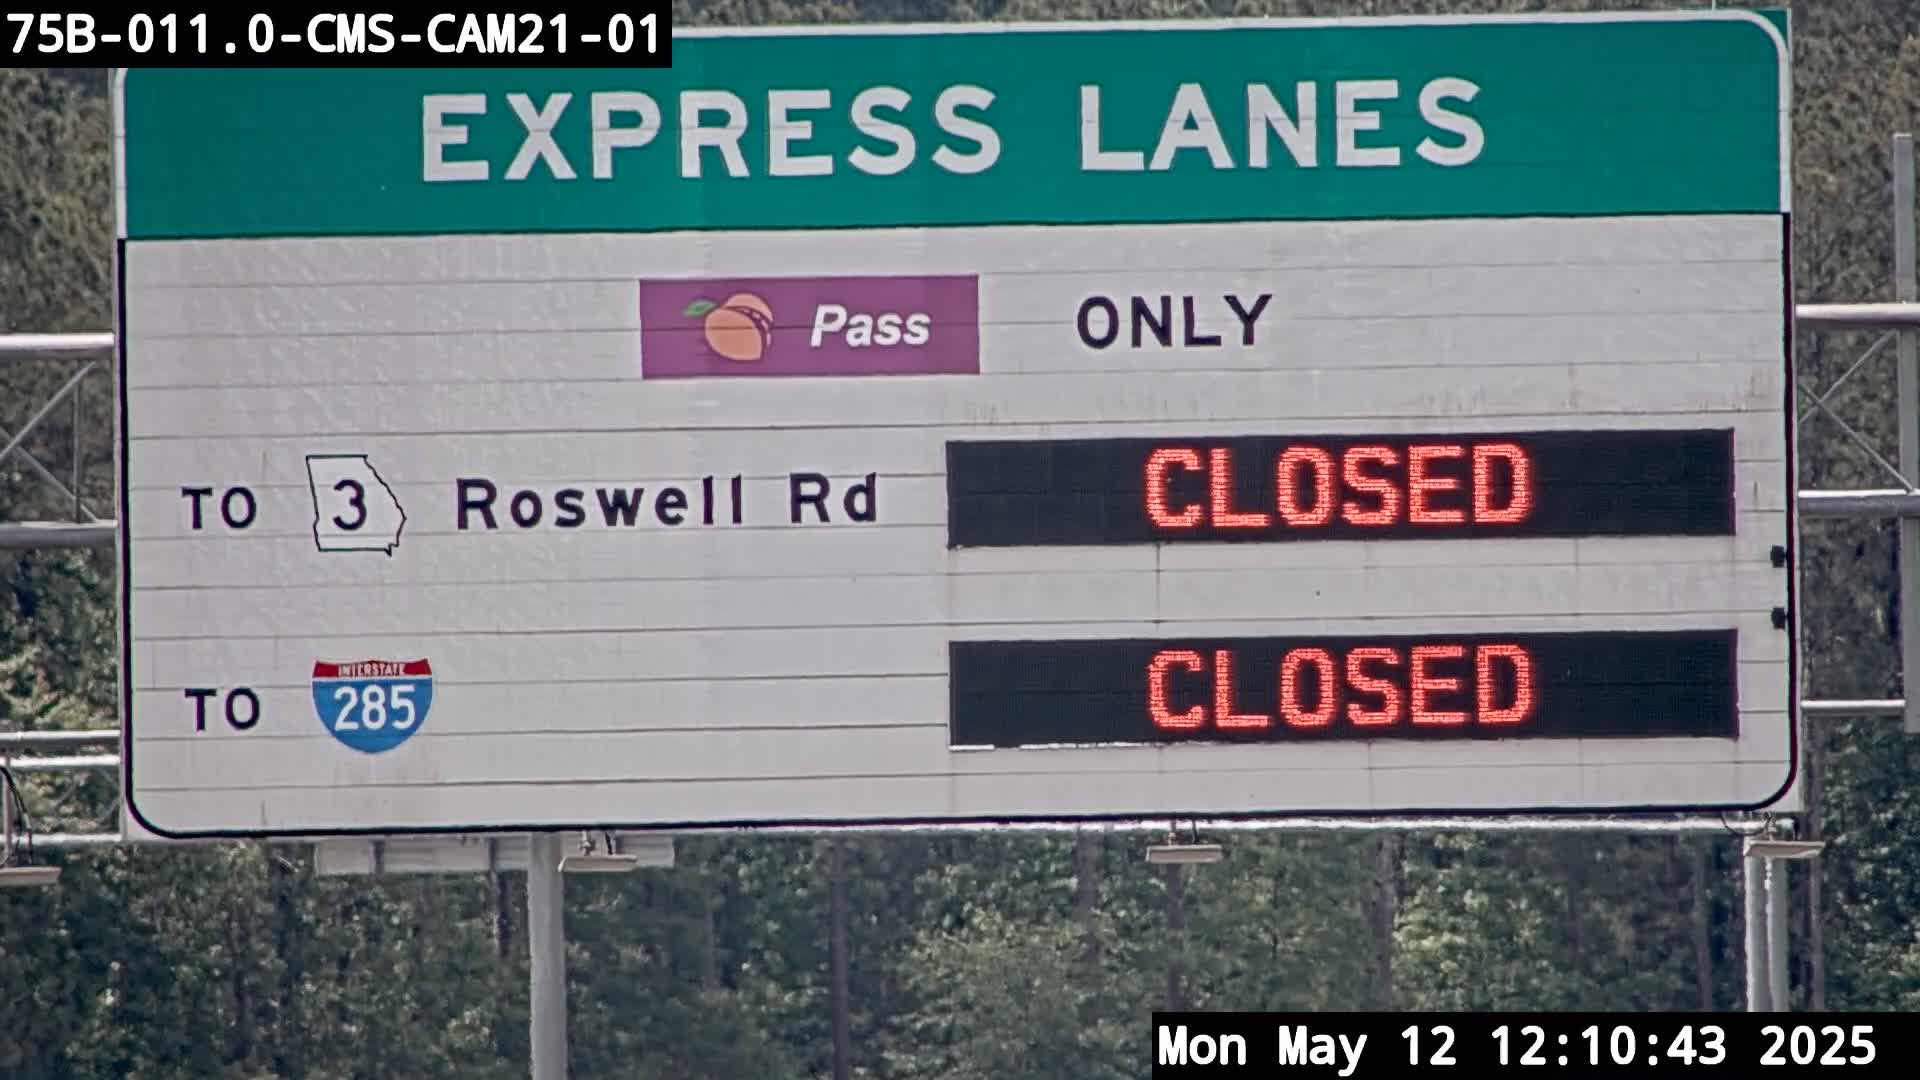 75B-011.0-CMS-CAM21-01
EXPRESS LANES
Pass ONLY
TO 3 Roswell Rd CLOSED
INTERSTATE
TO 285 CLOSED
Mon May 12 12:10:43 2025